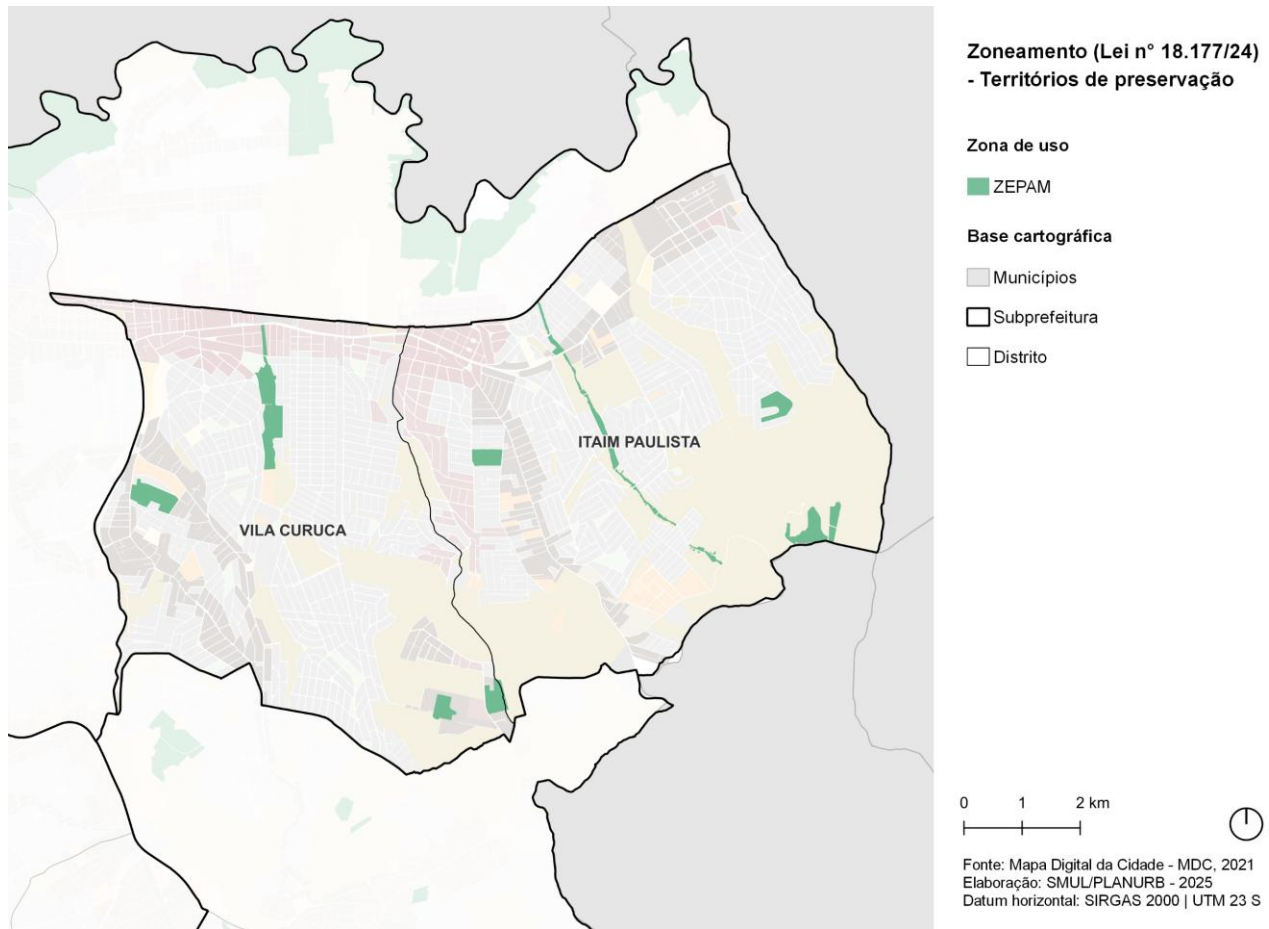 Zoneamento (Lei n° 18.177/24)
- Territórios de preservação
Zona de uso
ZEPAM
Base cartográfica
Municípios
Subprefeitura
Distrito
ITAIM PAULISTA
VILA CURUCA
0 1 2 km
Fonte: Mapa Digital da Cidade - MDC, 2021
Elaboração: SMUL/PLANURB - 2025
Datum horizontal: SIRGAS 2000 | UTM 23 S